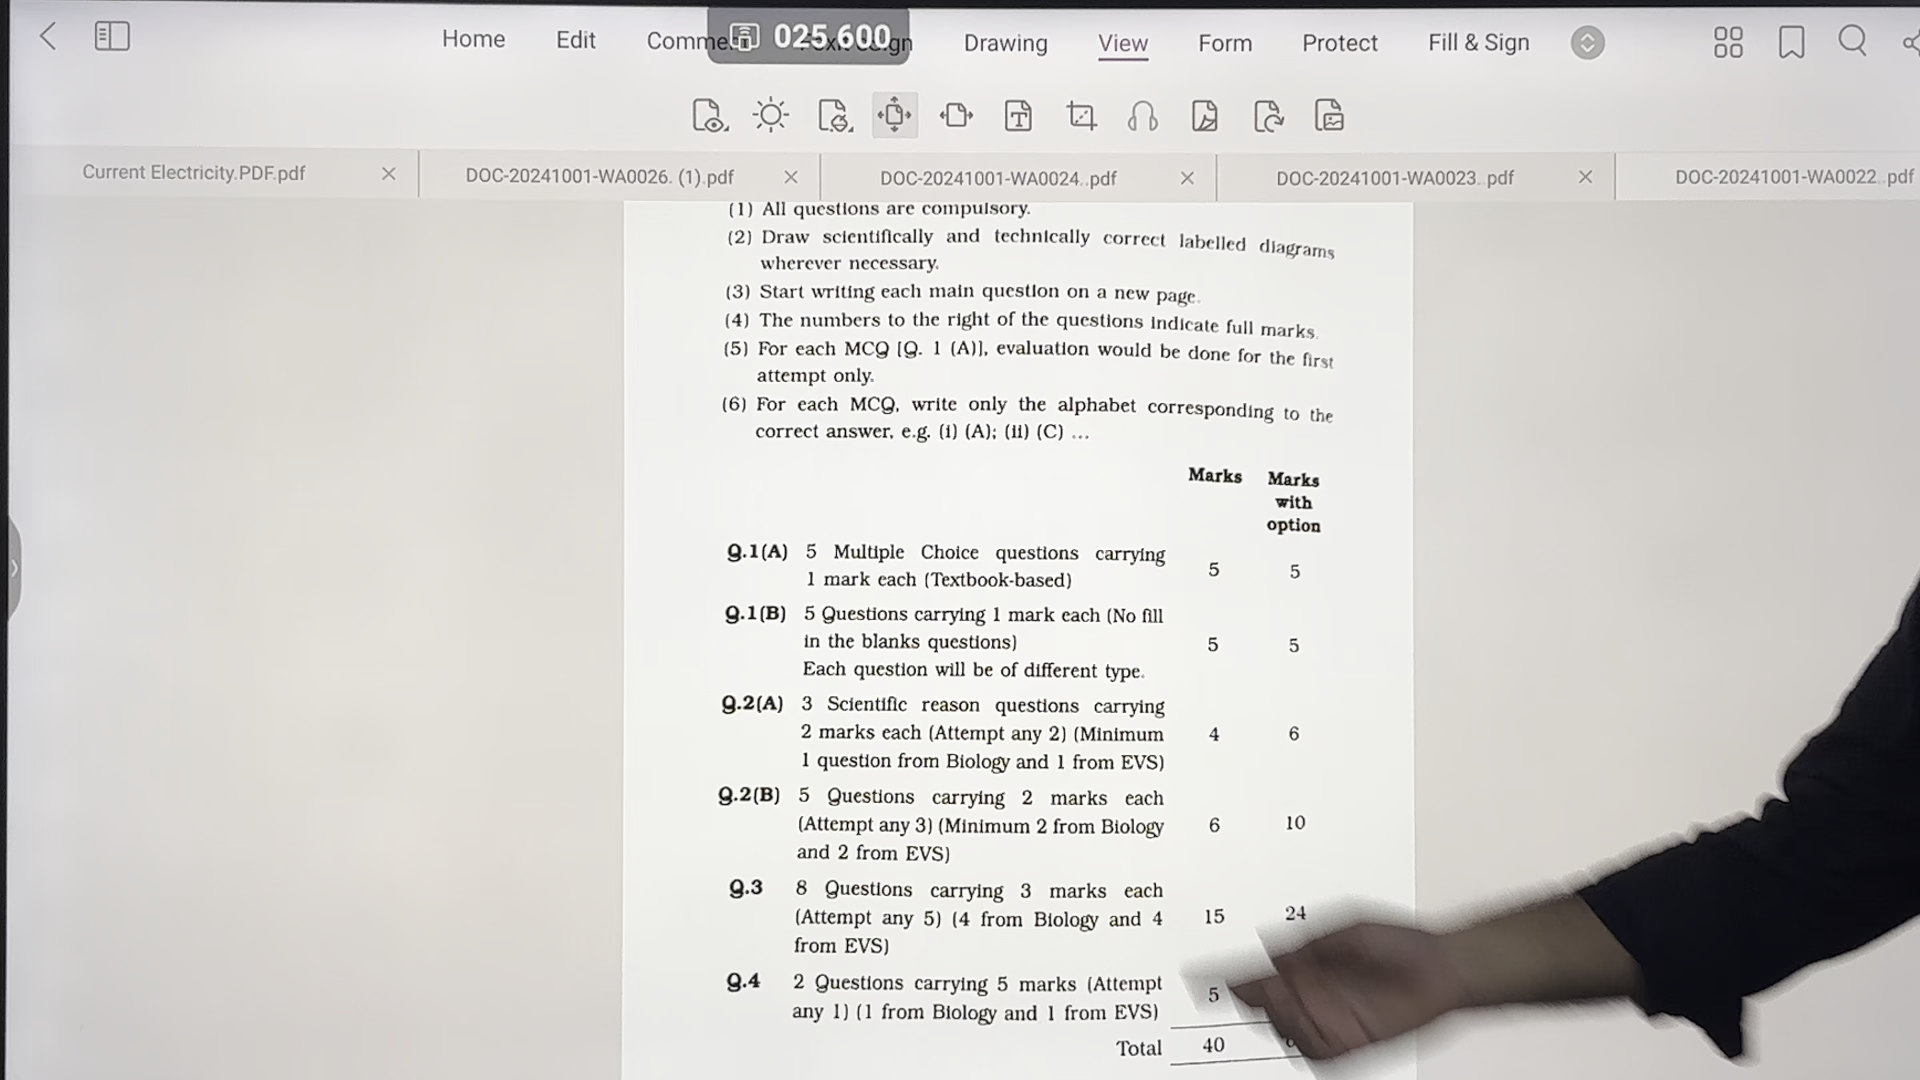 Home Edit Drawing View Form Protect Fill & Sign
025.600
Current Electricity.PDF.pdf DOC-20241001-WA0026. (1).pdf DOC-20241001-WA0024..pdf DOC-20241001-WA0023..pdf DOC-20241001-WA0022..pdf
(1) All questions are compulsory.
(2) Draw scientifically and technically correct labelled diagrams
wherever necessary.
(3) Start writing each main question on a new page.
(4) The numbers to the right of the questions indicate full marks.
(5) For each MCQ [Q. 1 (A)], evaluation would be done for the first
attempt only.
(6) For each MCQ, write only the alphabet corresponding to the
correct answer, e.g. (i) (A); (ii) (C) ...
Marks Marks
with
option
Q.1(A) 5 Multiple Choice questions carrying
1 mark each (Textbook-based) 5 5
Q.1(B) 5 Questions carrying 1 mark each (No fill
in the blanks questions) 5 5
Each question will be of different type.
Q.2(A) 3 Scientific reason questions carrying
2 marks each (Attempt any 2) (Minimum 4 6
1 question from Biology and 1 from EVS)
Q.2(B) 5 Questions carrying 2 marks each
(Attempt any 3) (Minimum 2 from Biology 6 10
and 2 from EVS)
Q.3 8 Questions carrying 3 marks each
(Attempt any 5) (4 from Biology and 4 15 24
from EVS)
Q.4 2 Questions carrying 5 marks (Attempt 5
any 1) (1 from Biology and 1 from EVS)
Total 40